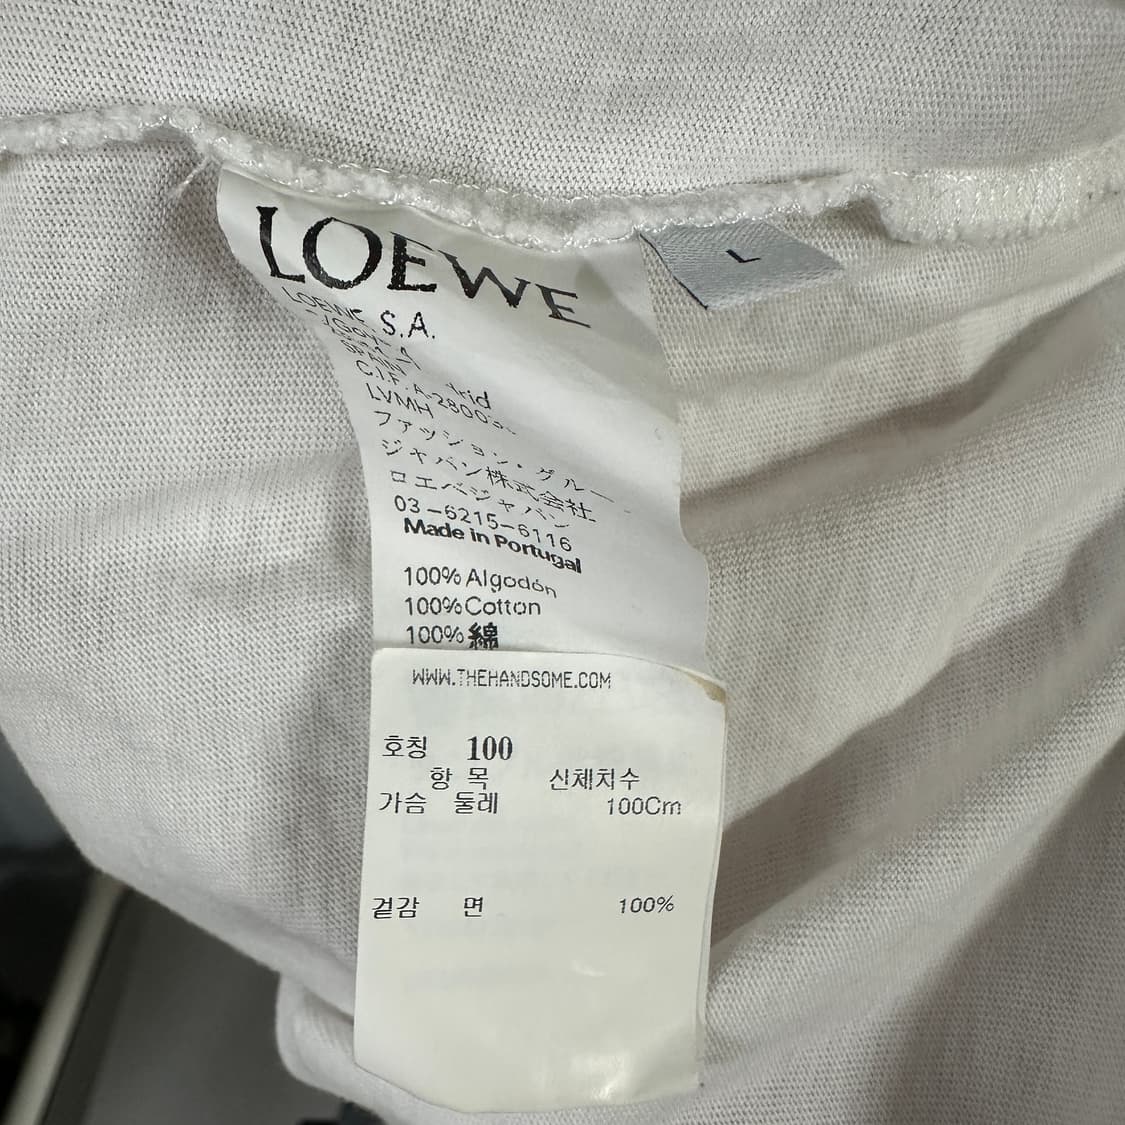 LOEWE
LOEWE S.A.
C.I.F. A-2800
LVMH
ファッション・グループ
ジャパン株式会社
ロエベジャパン
03-6215-6116
Made in Portugal
100% Algodón
100% Cotton
100% 綿
L
WWW.THEHANDSOME.COM
호칭 100
항 목 신체치수
가슴 둘레 100Cm
겉감 면 100%